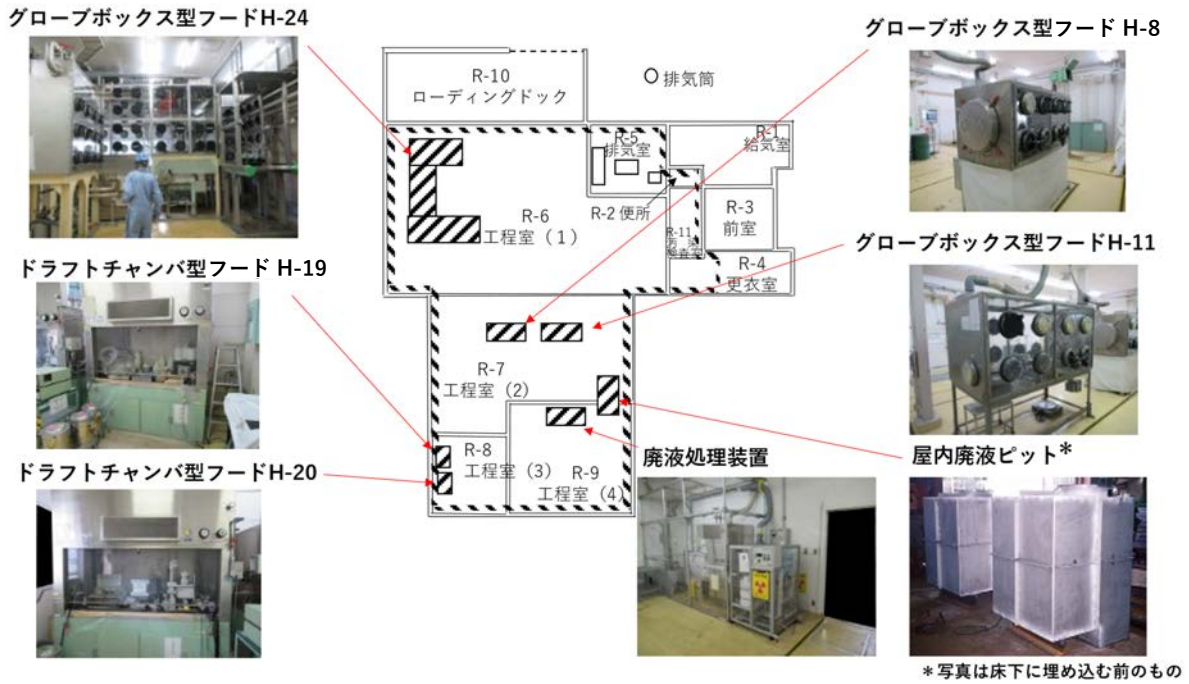 グローブボックス型フードH-24
グローブボックス型フード H-8
R-10
ローディングドック
排気筒
R-5
排気室
R-1
給気室
R-6
工程室（1）
R-2 便所
R-3
前室
R-11
汚染
検査室
グローブボックス型フードH-11
R-4
更衣室
ドラフトチャンバ型フード H-19
R-7
工程室（2）
R-8
工程室（3）
R-9
工程室（4）
廃液処理装置
屋内廃液ピット*
ドラフトチャンバ型フードH-20
*写真は床下に埋め込む前のもの